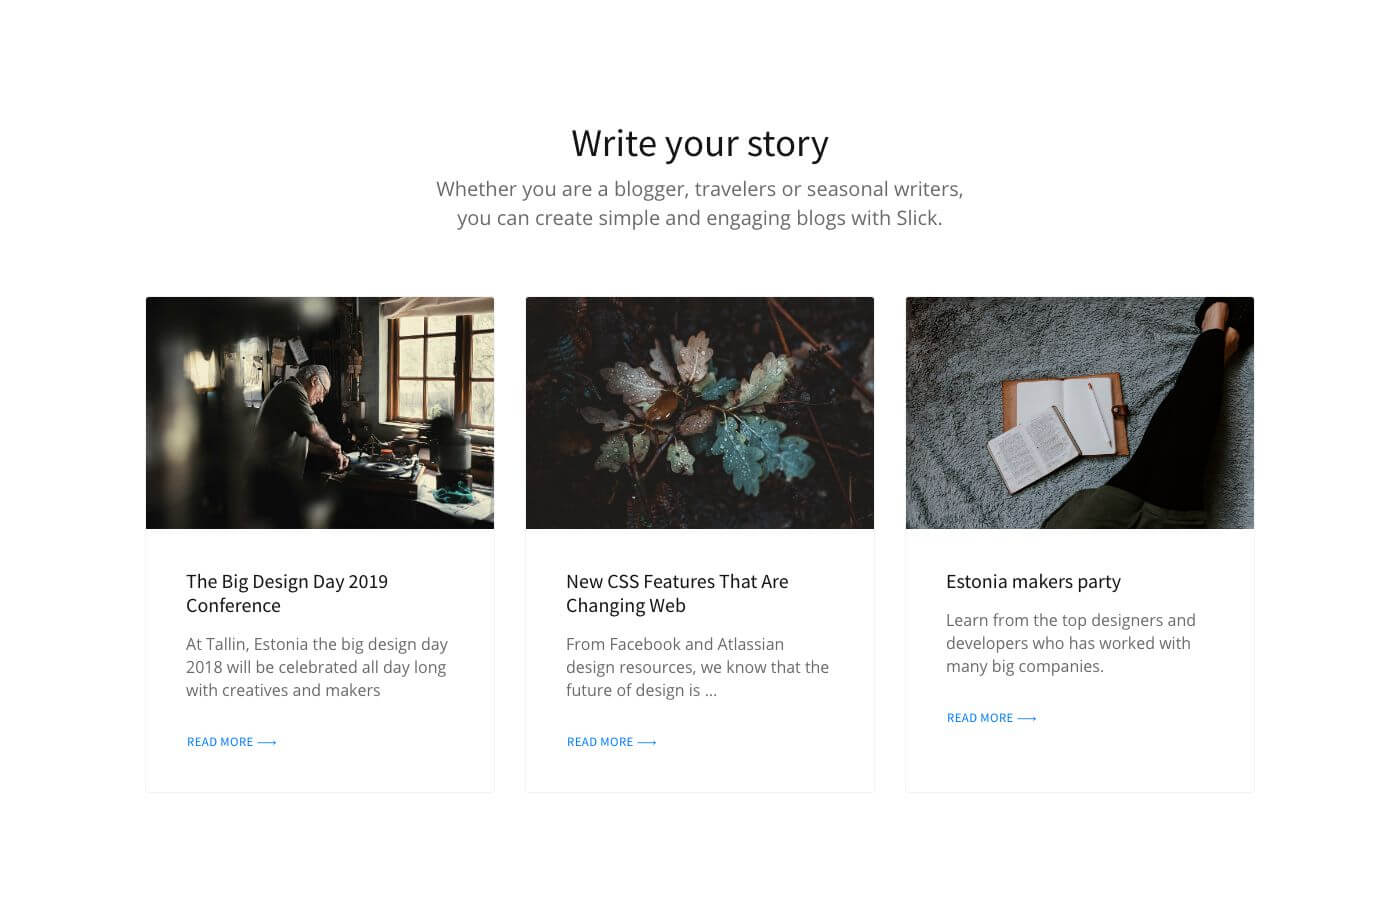 Write your story
Whether you are a blogger, travelers or seasonal writers,
you can create simple and engaging blogs with Slick.
The Big Design Day 2019
Conference
At Tallin, Estonia the big design day
2018 will be celebrated all day long
with creatives and makers
READ MORE ⟶
New CSS Features That Are
Changing Web
From Facebook and Atlassian
design resources, we know that the
future of design is ...
READ MORE ⟶
Estonia makers party
Learn from the top designers and
developers who has worked with
many big companies.
READ MORE ⟶